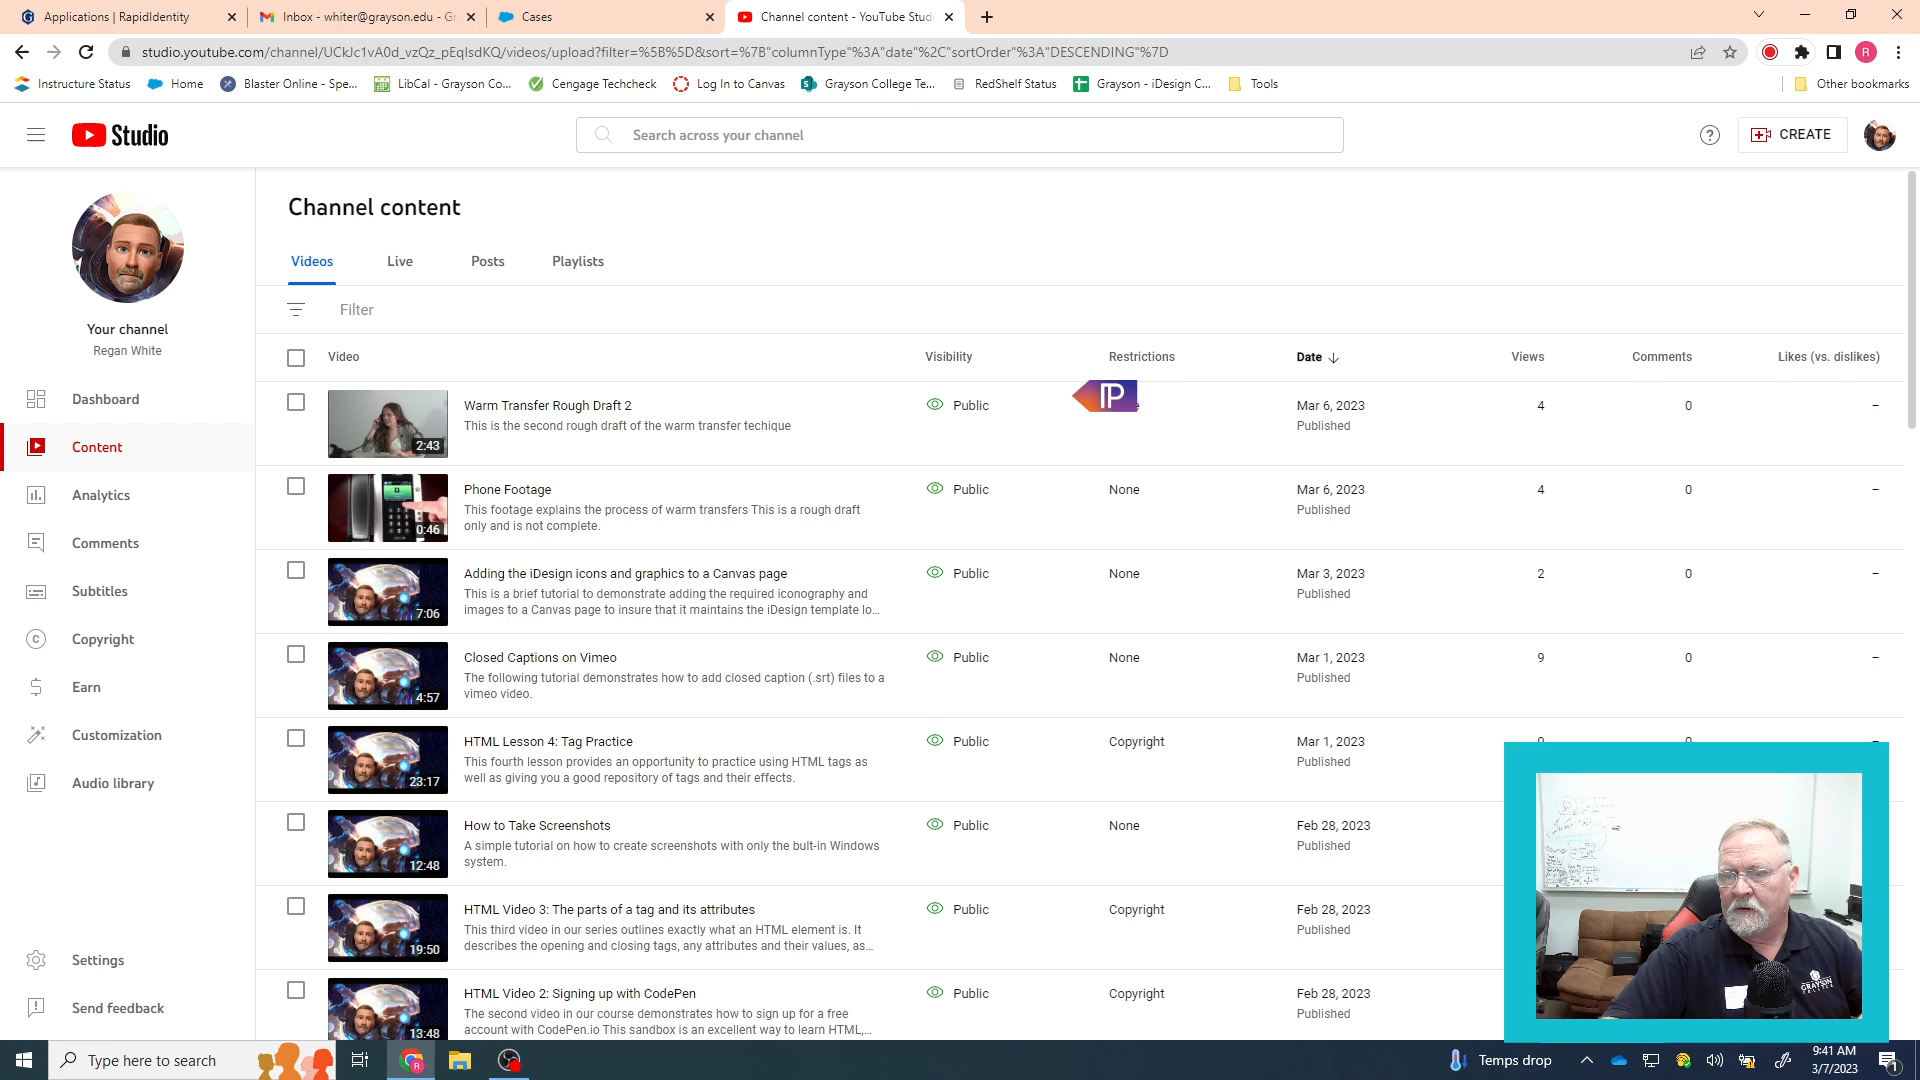 Applications | RapidIdentity
Inbox - whiter@grayson.edu - Gr
Cases
Channel content - YouTube Studi
studio.youtube.com/channel/UCkJc1vA0d_vzQz_pEqIsdKQ/videos/upload?filter=%5B%5D&sort=%7B"columnType"%3A"date"%2C"sortOrder"%3A"DESCENDING"%7D
R
Instructure Status
Home
Blaster Online - Spe...
LibCal - Grayson Co...
Cengage Techcheck
Log In to Canvas
Grayson College Te...
RedShelf Status
Grayson - iDesign C...
Tools
Other bookmarks
Studio
Search across your channel
CREATE
Channel content
Videos
Live
Posts
Playlists
Filter
Your channel
Regan White
Dashboard
Content
Analytics
Comments
Subtitles
Copyright
Earn
Customization
Audio library
Settings
Send feedback
Video
Visibility
Restrictions
Date
Views
Comments
Likes (vs. dislikes)
2:43
Warm Transfer Rough Draft 2
This is the second rough draft of the warm transfer techique
Public
IP
Mar 6, 2023
Published
4
0
–
0:46
Phone Footage
This footage explains the process of warm transfers This is a rough draft
only and is not complete.
Public
None
Mar 6, 2023
Published
4
0
–
7:06
Adding the iDesign icons and graphics to a Canvas page
This is a brief tutorial to demonstrate adding the required iconography and
images to a Canvas page to insure that it maintains the iDesign template lo...
Public
None
Mar 3, 2023
Published
2
0
–
4:57
Closed Captions on Vimeo
The following tutorial demonstrates how to add closed caption (.srt) files to a
vimeo video.
Public
None
Mar 1, 2023
Published
9
0
–
23:17
HTML Lesson 4: Tag Practice
This fourth lesson provides an opportunity to practice using HTML tags as
well as giving you a good repository of tags and their effects.
Public
Copyright
Mar 1, 2023
Published
12:48
How to Take Screenshots
A simple tutorial on how to create screenshots with only the bult-in Windows
system.
Public
None
Feb 28, 2023
Published
19:50
HTML Video 3: The parts of a tag and its attributes
This third video in our series outlines exactly what an HTML element is. It
describes the opening and closing tags, any attributes and their values, as...
Public
Copyright
Feb 28, 2023
Published
13:48
HTML Video 2: Signing up with CodePen
The second video in our course demonstrates how to sign up for a free
account with CodePen.io This sandbox is an excellent way to learn HTML,...
Public
Copyright
Feb 28, 2023
Published
GRAYSON
COLLEGE
Type here to search
Temps drop
9:41 AM
3/7/2023
1